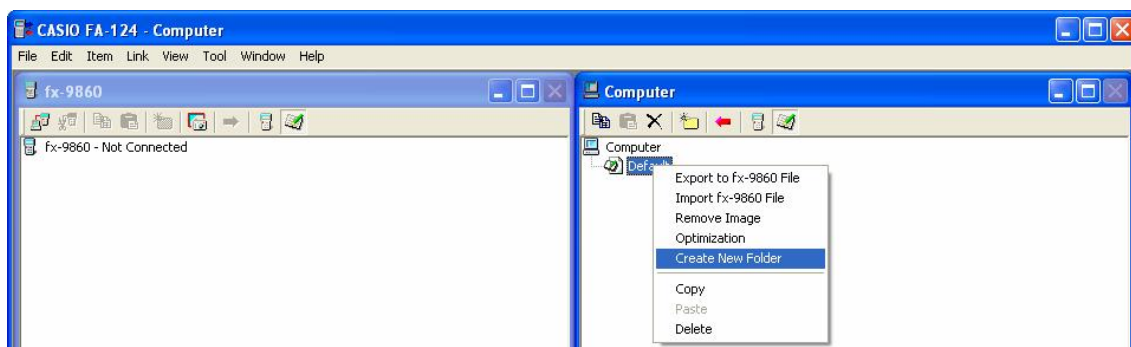 CASIO FA-124 - Computer
File Edit Item Link View Tool Window Help
fx-9860
fx-9860 - Not Connected
Computer
Computer
Default
Export to fx-9860 File
Import fx-9860 File
Remove Image
Optimization
Create New Folder
Copy
Paste
Delete